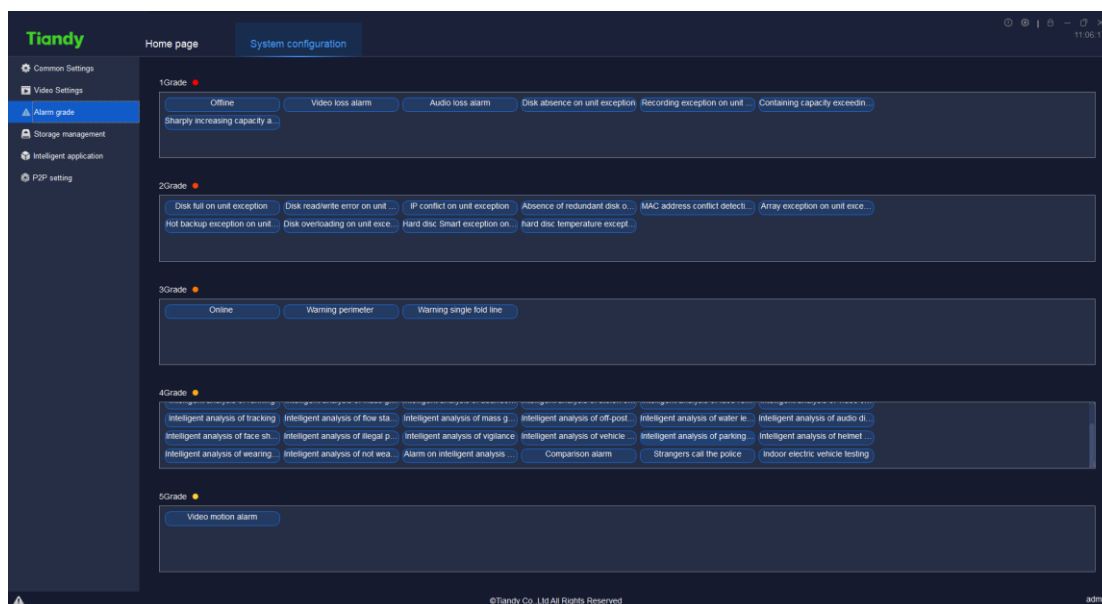 11:06:1
Tiandy Home page System configuration
Common Settings
Video Settings
Alarm grade
Storage management
Intelligent application
P2P setting
1Grade
Offline Video loss alarm Audio loss alarm Disk absence on unit exception Recording exception on unit ... Containing capacity exceedin...
Sharply increasing capacity a...
2Grade
Disk full on unit exception Disk read/write error on unit ... IP conflict on unit exception Absence of redundant disk o... MAC address conflict detecti... Array exception on unit exce...
Hot backup exception on unit... Disk overloading on unit exce... Hard disc Smart exception on... hard disc temperature except...
3Grade
Online Warning perimeter Warning single fold line
4Grade
Intelligent analysis of tracking Intelligent analysis of flow sta... Intelligent analysis of mass g... Intelligent analysis of off-post... Intelligent analysis of water le... Intelligent analysis of audio di...
Intelligent analysis of face sh... Intelligent analysis of illegal p... Intelligent analysis of vigilance Intelligent analysis of vehicle ... Intelligent analysis of parking... Intelligent analysis of helmet ...
Intelligent analysis of wearing... Intelligent analysis of not wea... Alarm on intelligent analysis ... Comparison alarm Strangers call the police Indoor electric vehicle testing
5Grade
Video motion alarm
©Tiandy Co.,Ltd All Rights Reserved adm